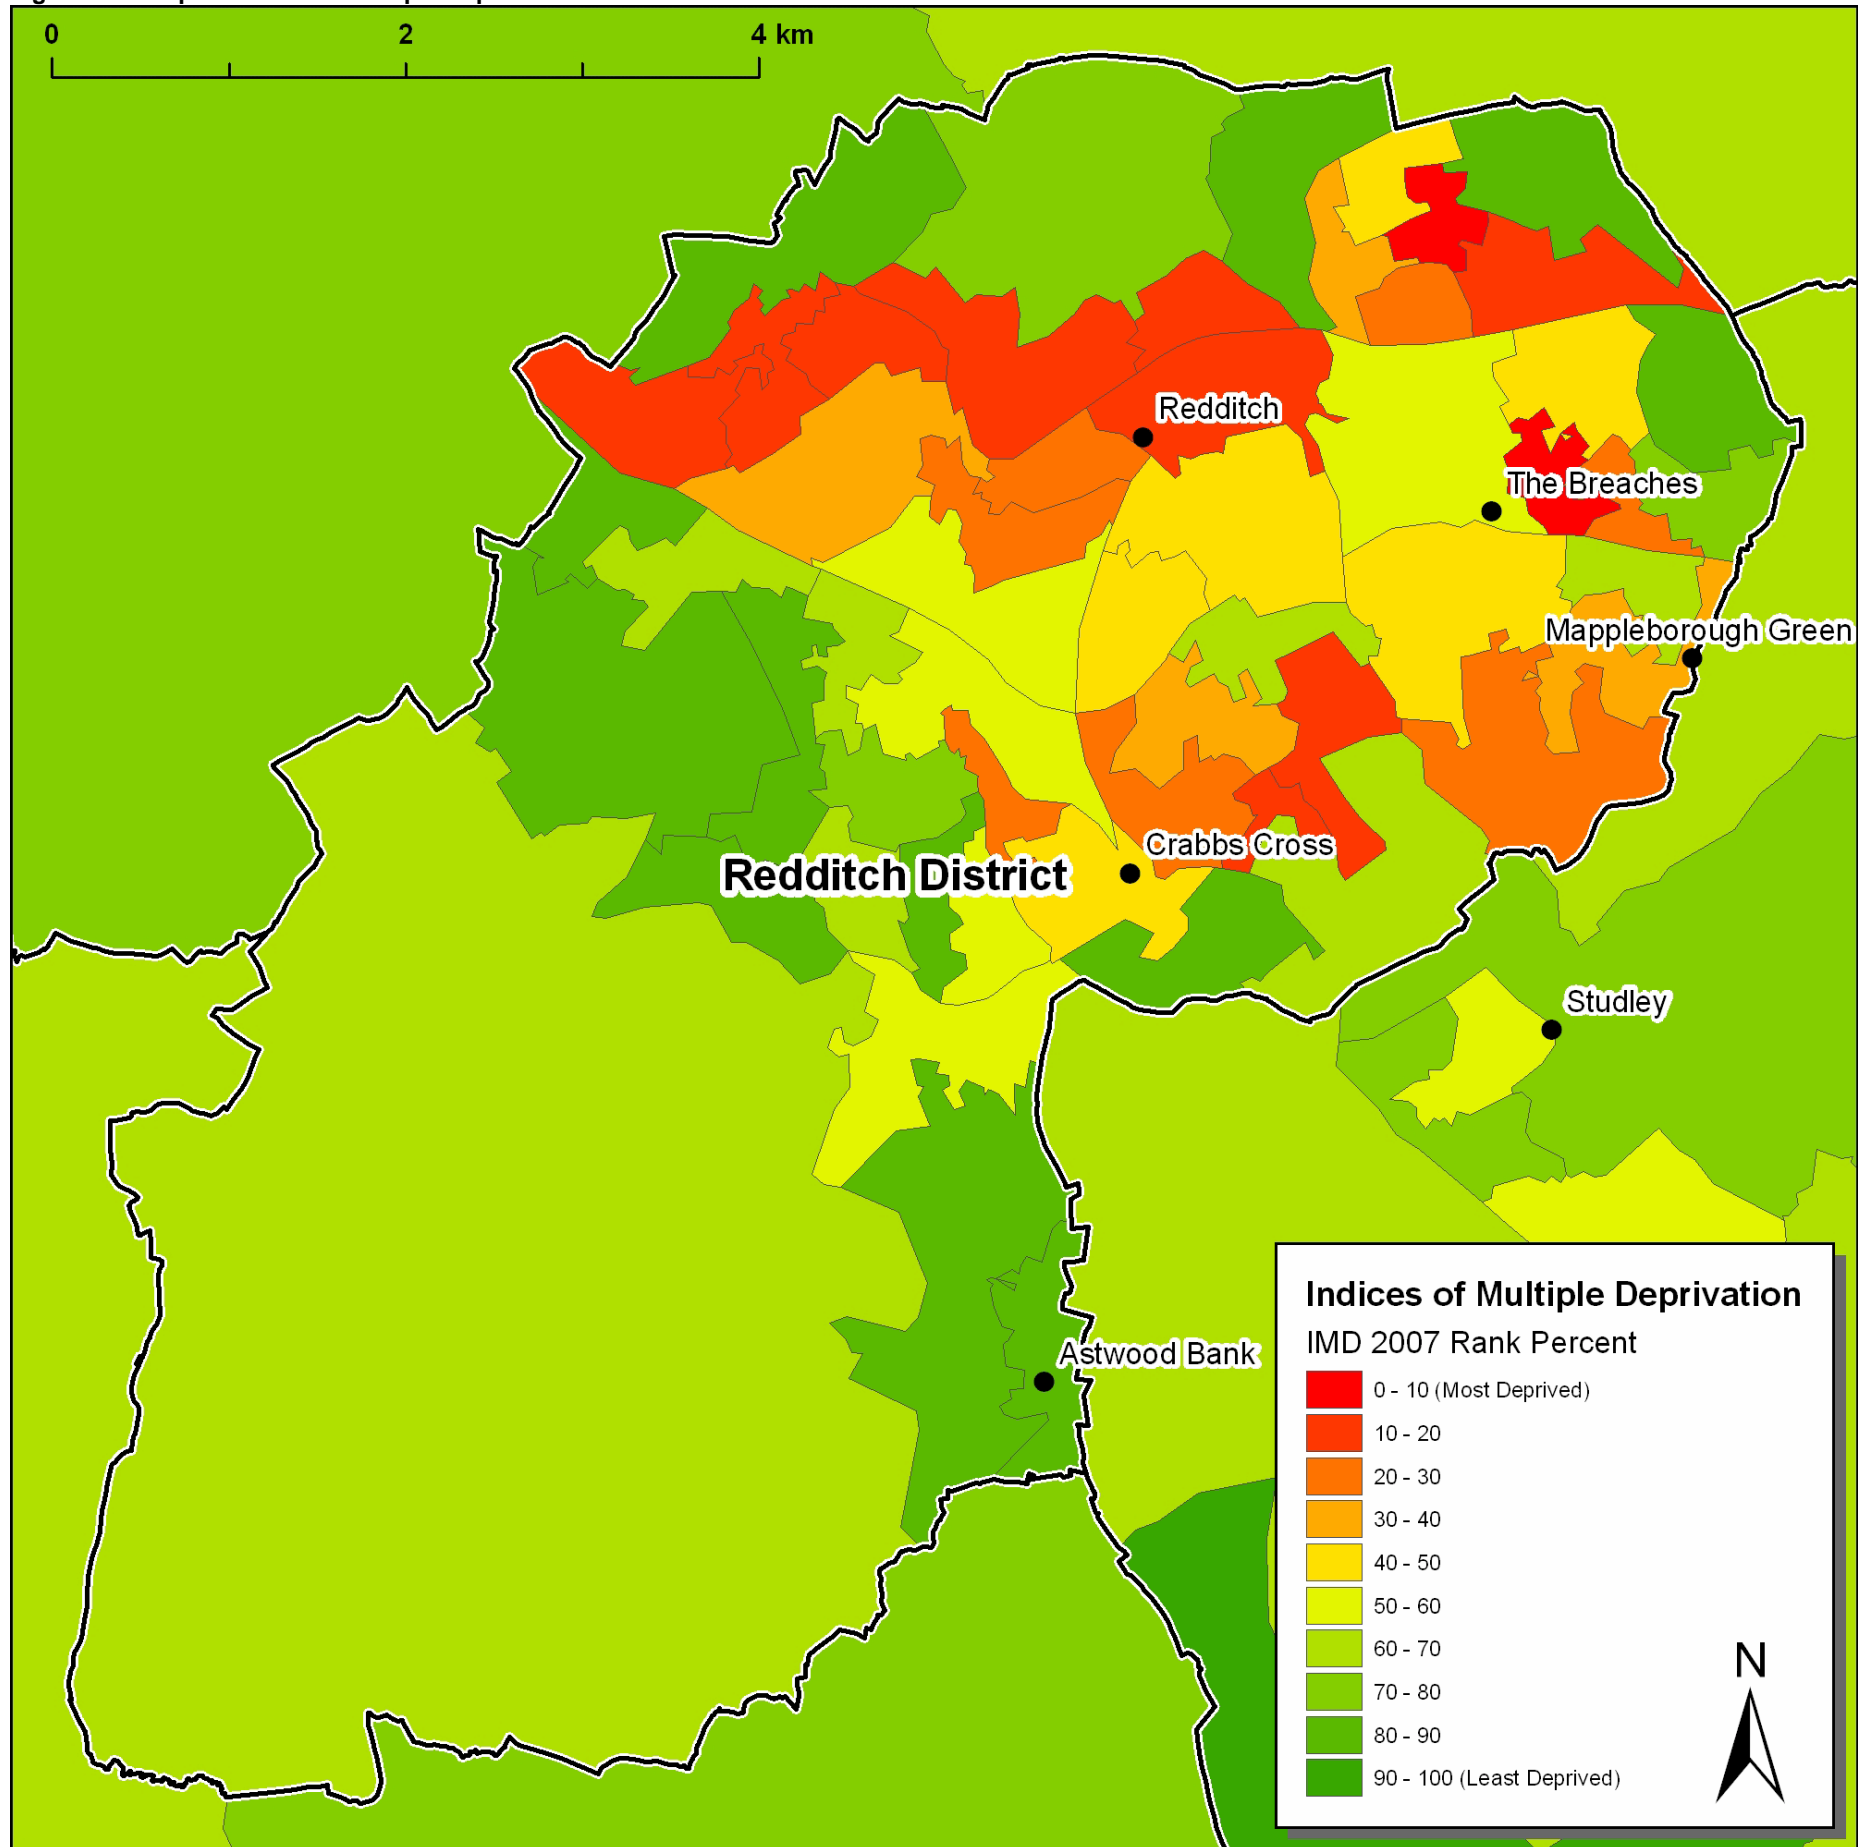 0 2 4 km
Redditch
The Breaches
Mappleborough Green
Crabbs Cross
Redditch District
Studley
Astwood Bank
Indices of Multiple Deprivation
IMD 2007 Rank Percent
0 - 10 (Most Deprived)
10 - 20
20 - 30
30 - 40
40 - 50
50 - 60
60 - 70
70 - 80
80 - 90
90 - 100 (Least Deprived)
N